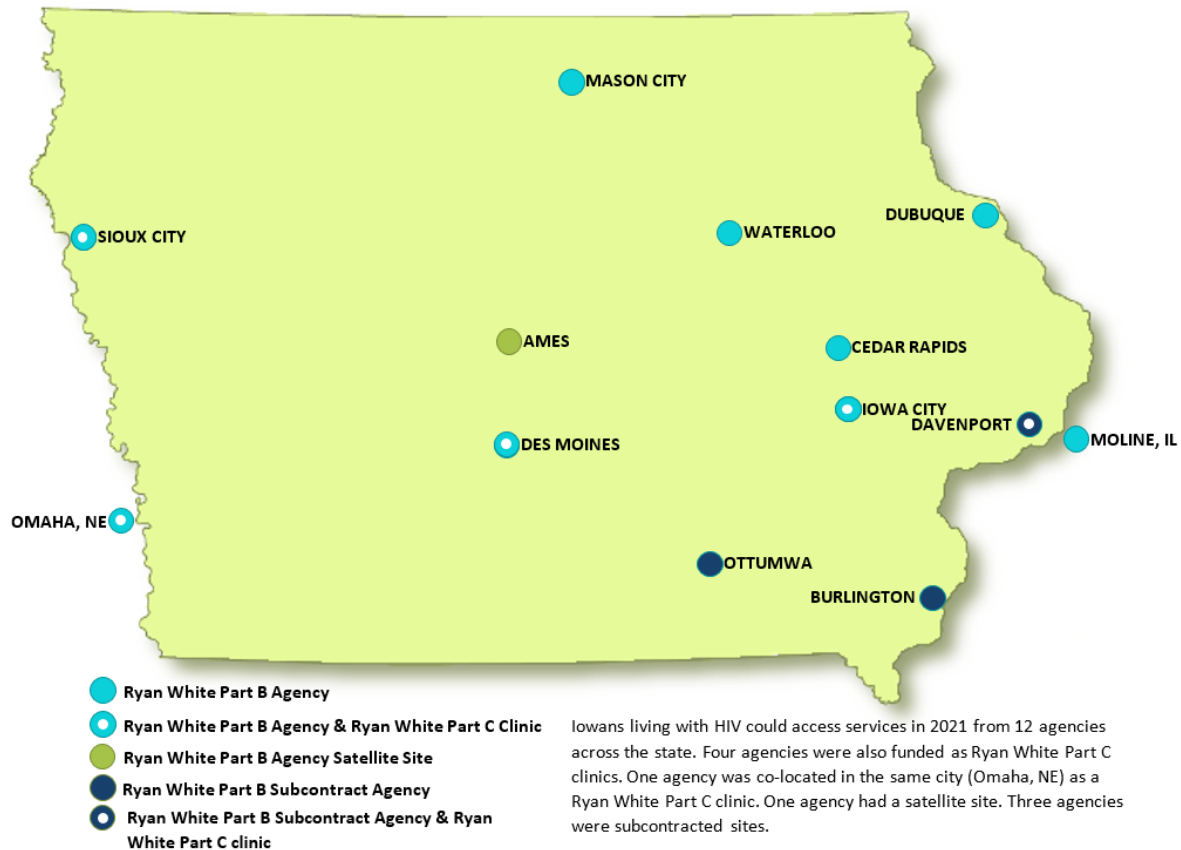 MASON CITY
DUBUQUE
WATERLOO
SIOUX CITY
AMES
CEDAR RAPIDS
IOWA CITY
DAVENPORT
MOLINE, IL
DES MOINES
OMAHA, NE
OTTUMWA
BURLINGTON
Ryan White Part B Agency
Ryan White Part B Agency & Ryan White Part C Clinic
Ryan White Part B Agency Satellite Site
Ryan White Part B Subcontract Agency
Ryan White Part B Subcontract Agency & Ryan
White Part C clinic
Iowans living with HIV could access services in 2021 from 12 agencies
across the state. Four agencies were also funded as Ryan White Part C
clinics. One agency was co-located in the same city (Omaha, NE) as a
Ryan White Part C clinic. One agency had a satellite site. Three agencies
were subcontracted sites.